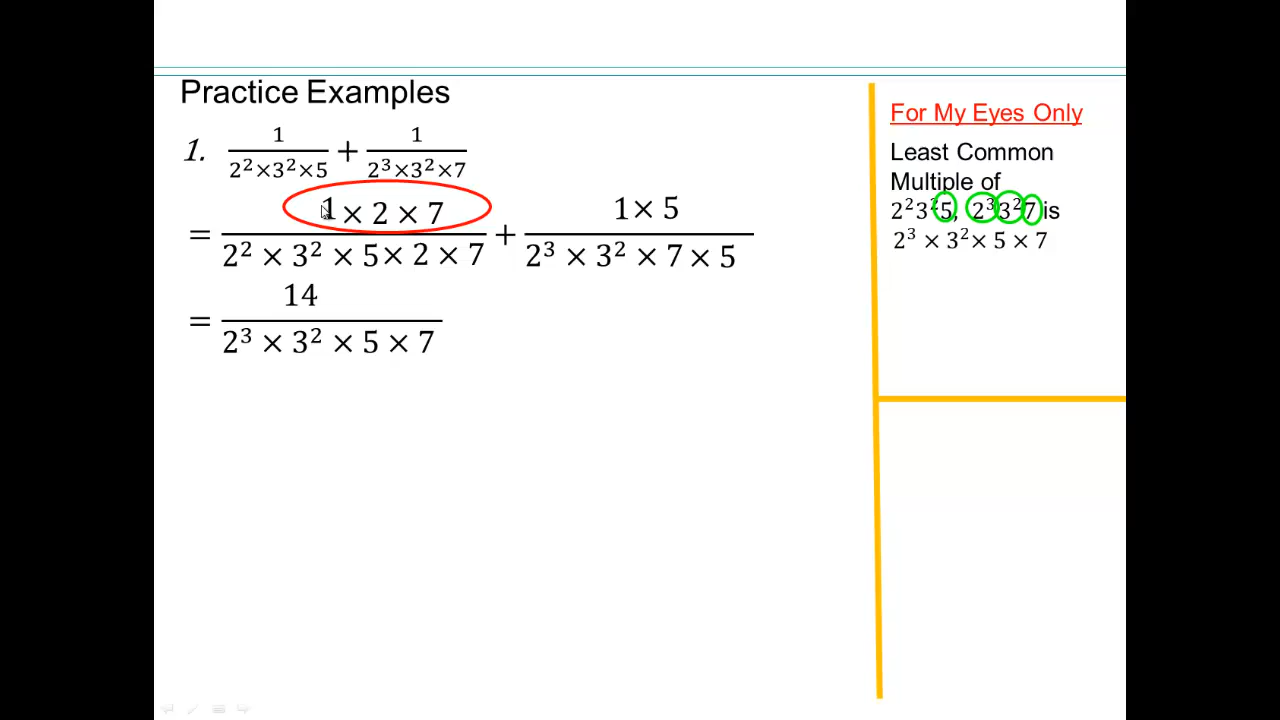 Practice Examples
1. 1/(2²×3²×5) + 1/(2³×3²×7)
= (1 × 2 × 7)/(2² × 3² × 5 × 2 × 7) + (1 × 5)/(2³ × 3² × 7 × 5)
= 14/(2³ × 3² × 5 × 7)
For My Eyes Only
Least Common
Multiple of
2²3²5, 2³3²7 is
2³ × 3² × 5 × 7